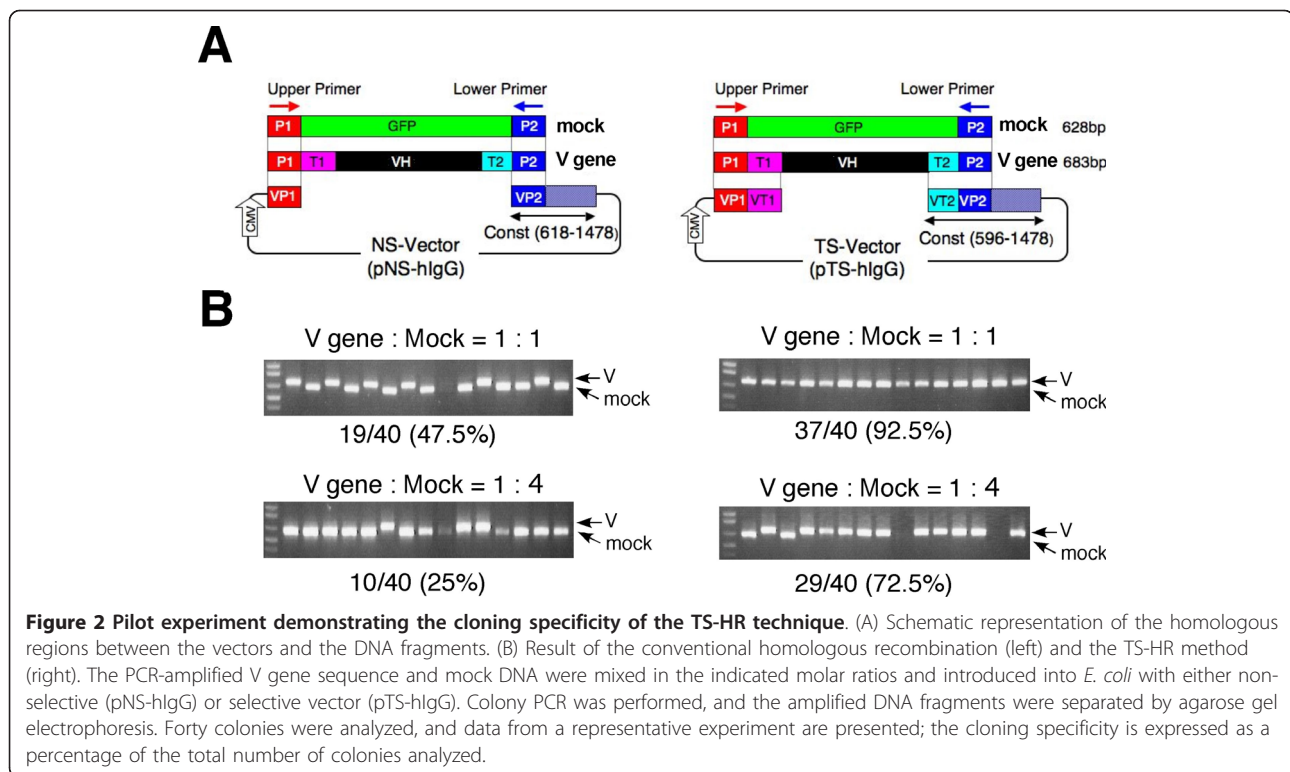 A
Upper Primer
Lower Primer
P1 GFP P2 mock
P1 T1 VH T2 P2 V gene
VP1 VP2
CMV
Const (618-1478)
NS-Vector
(pNS-hIgG)
Upper Primer
Lower Primer
P1 GFP P2 mock 628bp
P1 T1 VH T2 P2 V gene 683bp
VP1 VT1 VT2 VP2
CMV
Const (596-1478)
TS-Vector
(pTS-hIgG)
B
V gene : Mock = 1 : 1
V
mock
19/40 (47.5%)
V gene : Mock = 1 : 1
V
mock
37/40 (92.5%)
V gene : Mock = 1 : 4
V
mock
10/40 (25%)
V gene : Mock = 1 : 4
V
mock
29/40 (72.5%)
Figure 2 Pilot experiment demonstrating the cloning specificity of the TS-HR technique. (A) Schematic representation of the homologous
regions between the vectors and the DNA fragments. (B) Result of the conventional homologous recombination (left) and the TS-HR method
(right). The PCR-amplified V gene sequence and mock DNA were mixed in the indicated molar ratios and introduced into E. coli with either non-
selective (pNS-hIgG) or selective vector (pTS-hIgG). Colony PCR was performed, and the amplified DNA fragments were separated by agarose gel
electrophoresis. Forty colonies were analyzed, and data from a representative experiment are presented; the cloning specificity is expressed as a
percentage of the total number of colonies analyzed.